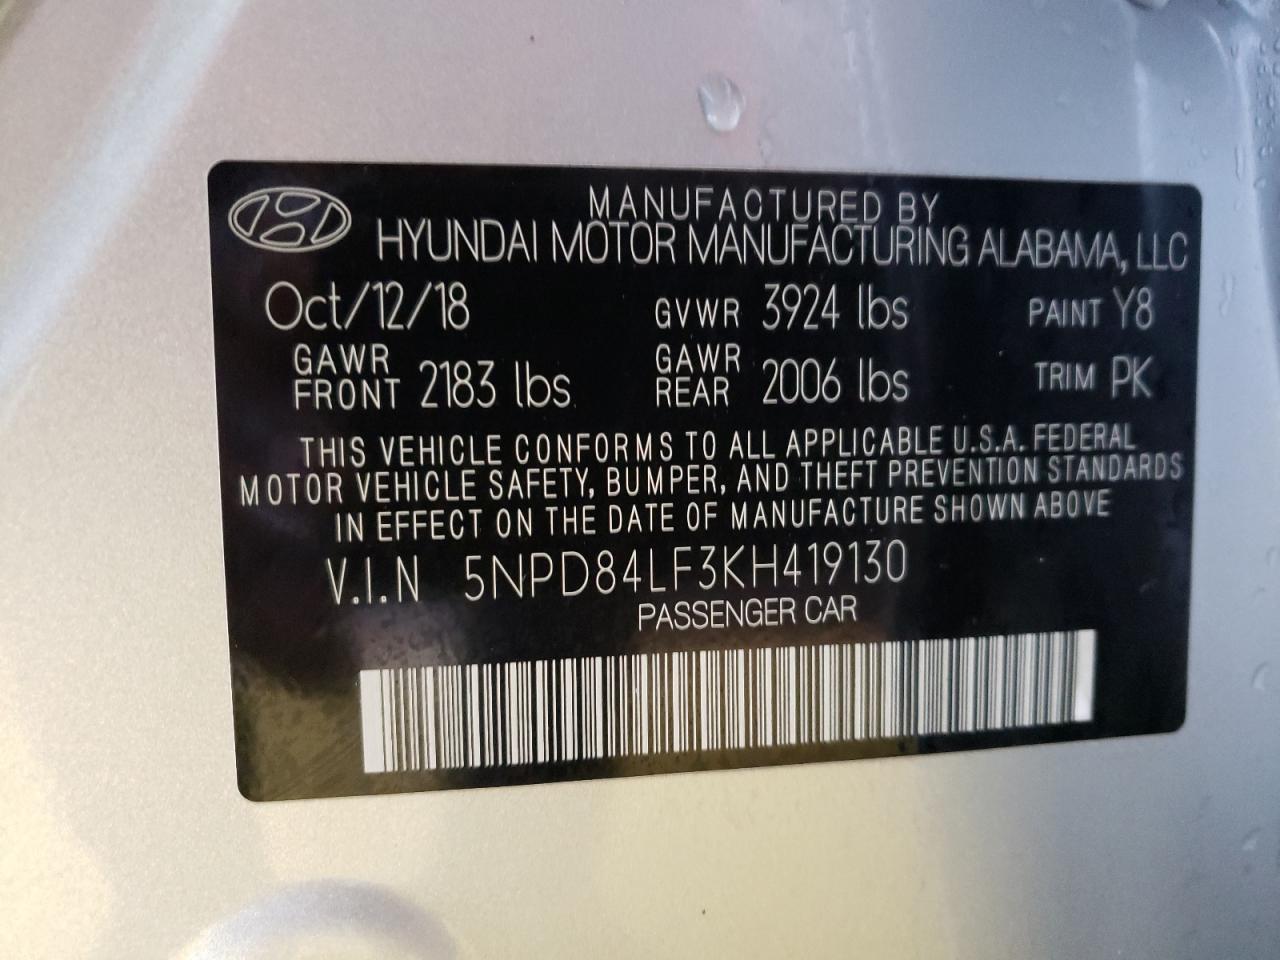 MANUFACTURED BY
HYUNDAI MOTOR MANUFACTURING ALABAMA, LLC
Oct/12/18 GVWR 3924 lbs PAINT Y8
GAWR FRONT 2183 lbs. GAWR REAR 2006 lbs TRIM PK
THIS VEHICLE CONFORMS TO ALL APPLICABLE U.S.A. FEDERAL
MOTOR VEHICLE SAFETY, BUMPER, AND THEFT PREVENTION STANDARDS
IN EFFECT ON THE DATE OF MANUFACTURE SHOWN ABOVE
V.I.N 5NPD84LF3KH419130
PASSENGER CAR